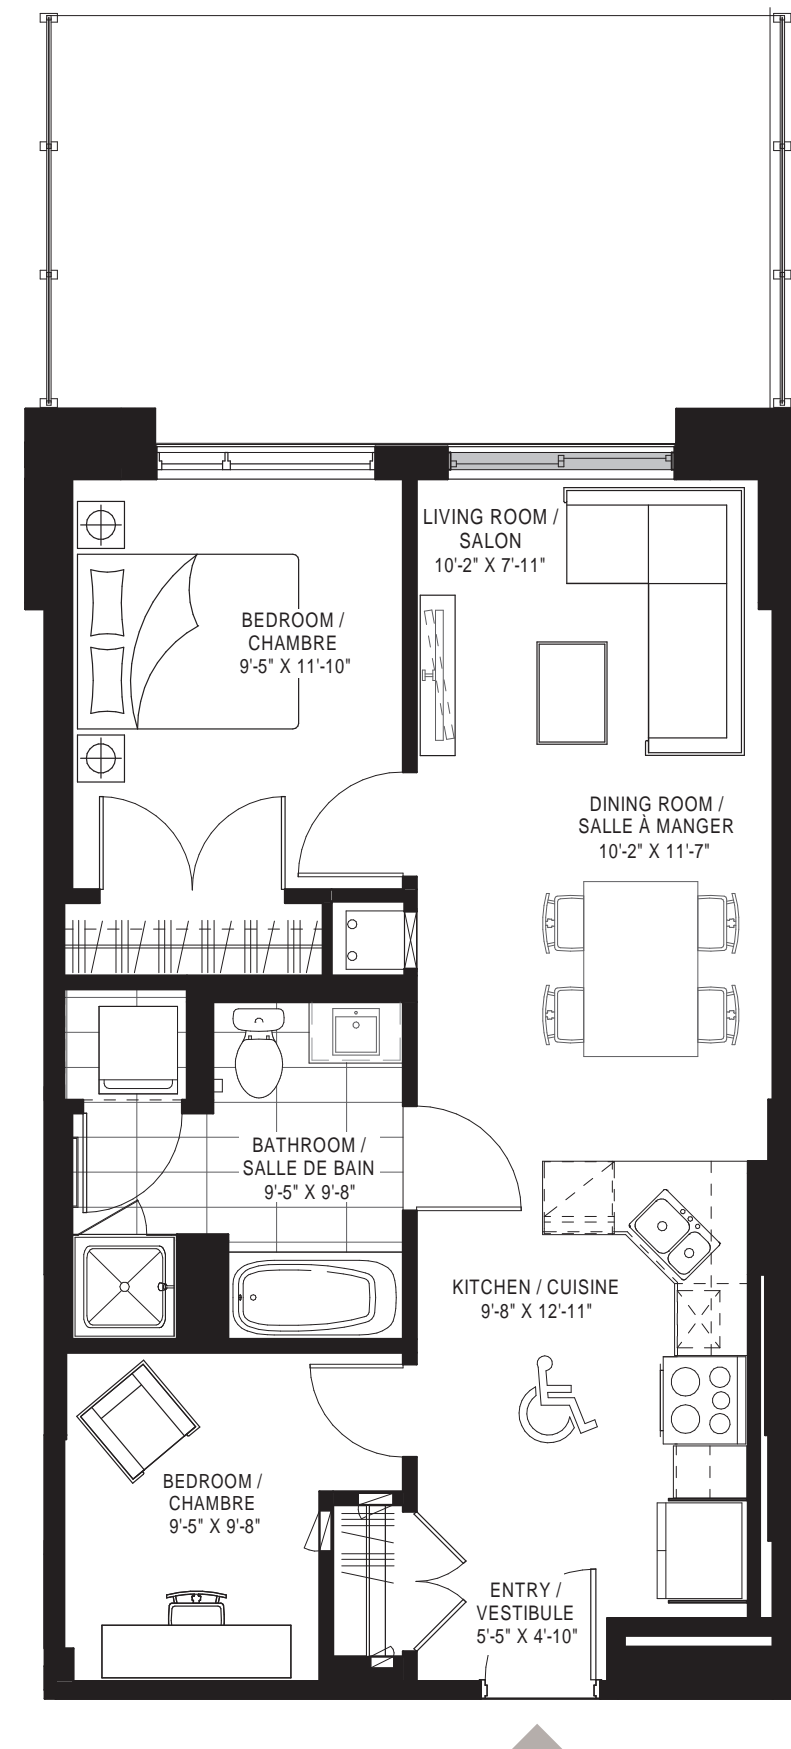 LIVING ROOM /
SALON
10'-2" X 7'-11"
BEDROOM /
CHAMBRE
9'-5" X 11'-10"
DINING ROOM /
SALLE À MANGER
10'-2" X 11'-7"
BATHROOM /
SALLE DE BAIN
9'-5" X 9'-8"
KITCHEN / CUISINE
9'-8" X 12'-11"
BEDROOM /
CHAMBRE
9'-5" X 9'-8"
ENTRY /
VESTIBULE
5'-5" X 4'-10"